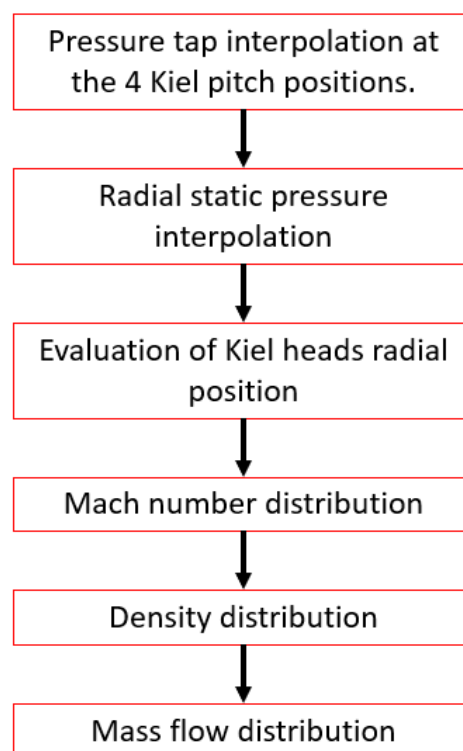 Pressure tap interpolation at
the 4 Kiel pitch positions.
Radial static pressure
interpolation
Evaluation of Kiel heads radial
position
Mach number distribution
Density distribution
Mass flow distribution